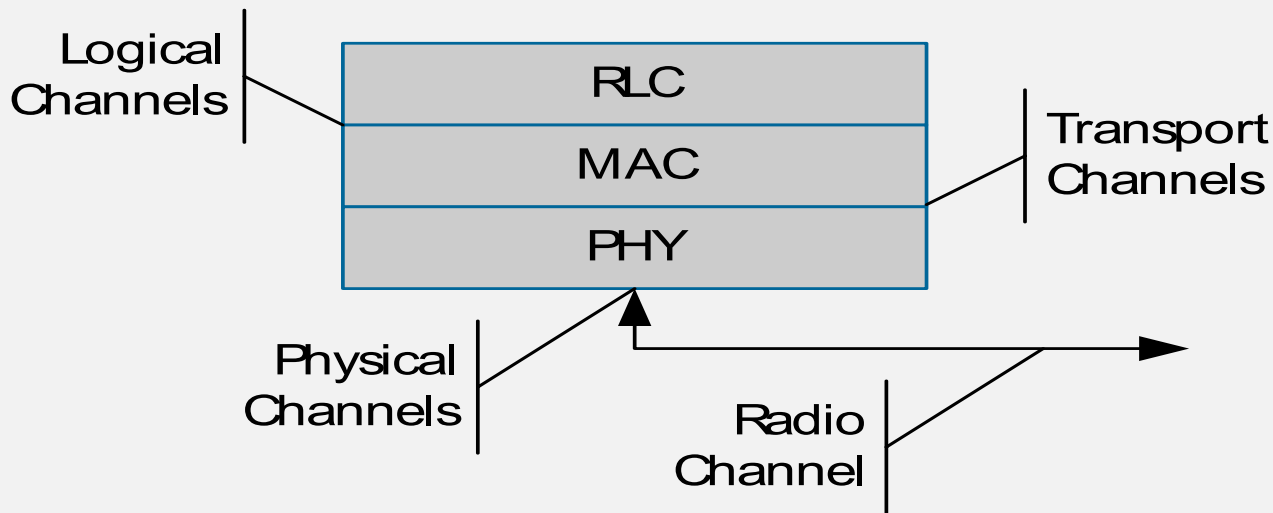 Logical
Channels
RLC
MAC
PHY
Transport
Channels
Physical
Channels
Radio
Channel